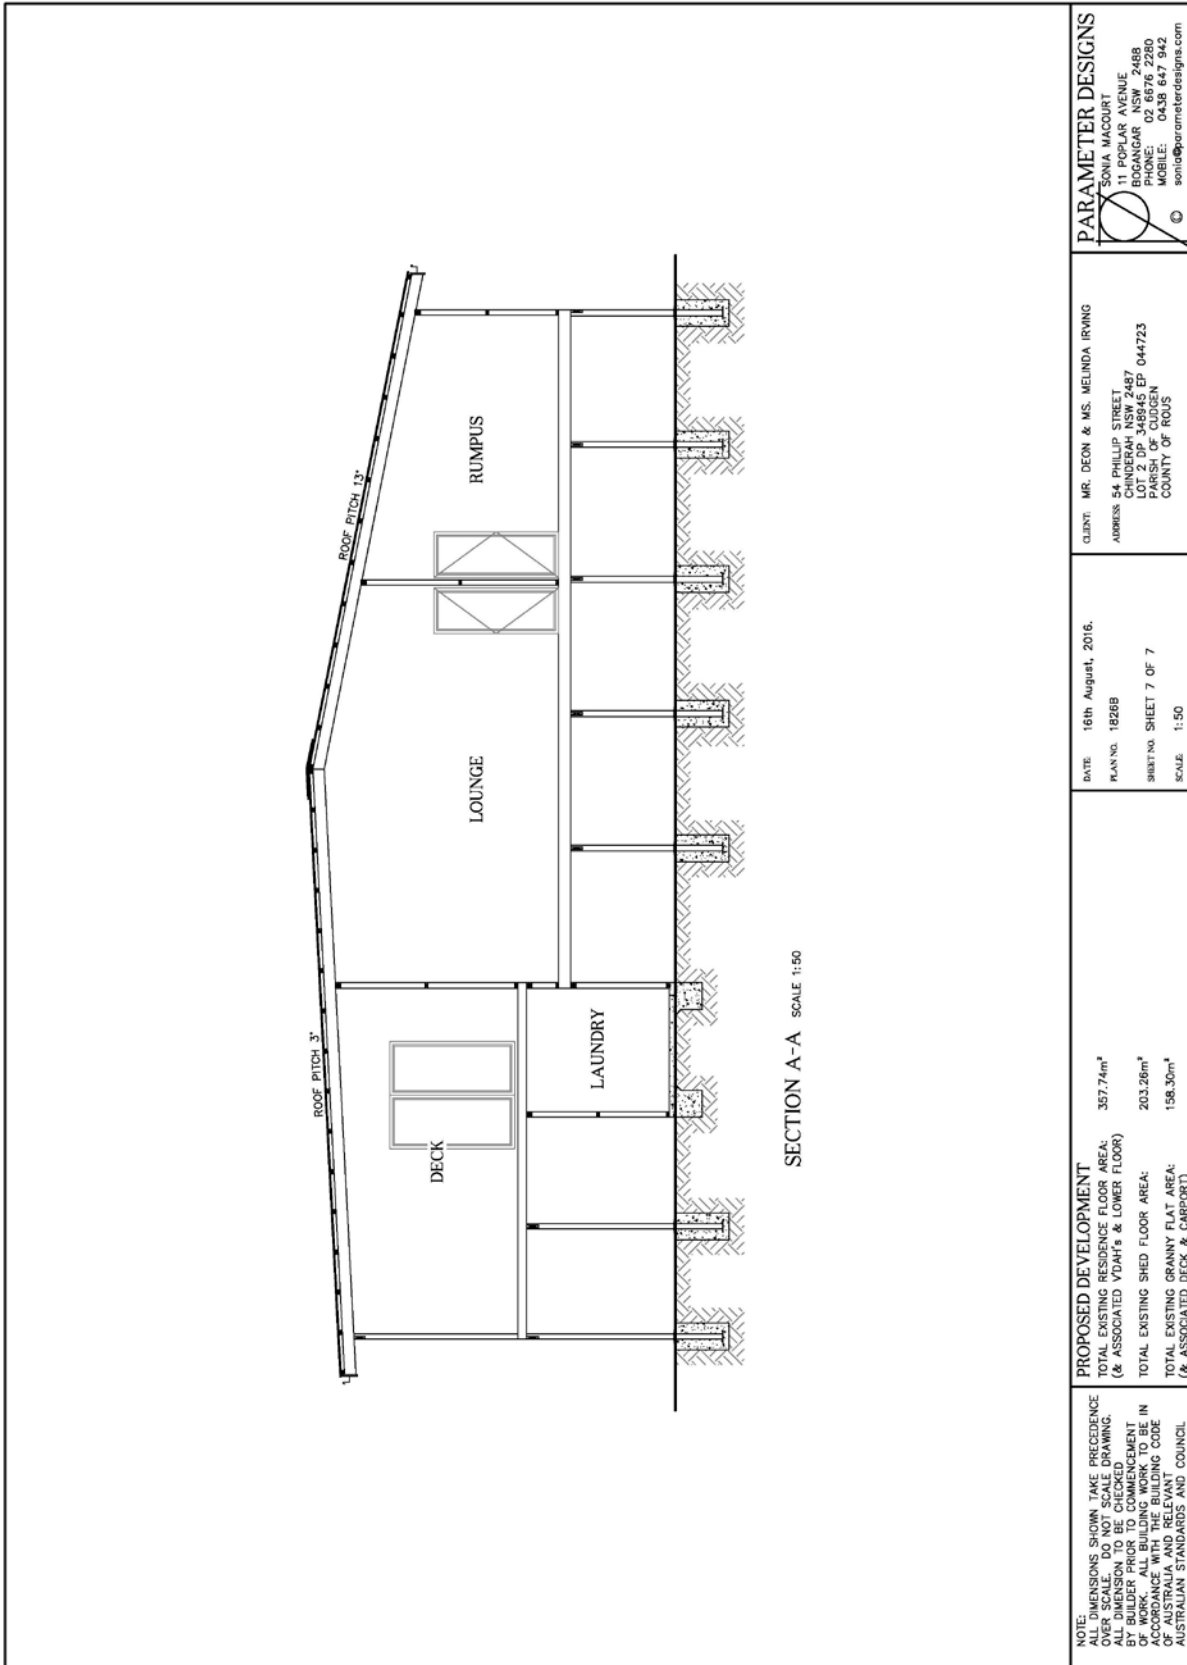 ROOF PITCH 3°
ROOF PITCH 13°
DECK
LAUNDRY
LOUNGE
RUMPUS
SECTION A-A SCALE 1:50
NOTE:
ALL DIMENSIONS SHOWN TAKE PRECEDENCE
OVER SCALE. DO NOT SCALE DRAWING.
ALL DIMENSION TO BE CHECKED
BY BUILDER PRIOR TO COMMENCEMENT
OF WORK. ALL BUILDING WORK TO BE IN
ACCORDANCE WITH THE BUILDING CODE
OF AUSTRALIA AND RELEVANT
AUSTRALIAN STANDARDS AND COUNCIL
PROPOSED DEVELOPMENT
TOTAL EXISTING RESIDENCE FLOOR AREA: 357.74m²
(& ASSOCIATED V'DAH's & LOWER FLOOR)
TOTAL EXISTING SHED FLOOR AREA: 203.26m²
TOTAL EXISTING GRANNY FLAT AREA: 158.30m²
(& ASSOCIATED DECK & CARPORT)
DATE: 16th August, 2016.
PLAN NO. 1826B
SHEET NO. SHEET 7 OF 7
SCALE: 1:50
CLIENT: MR. DEON & MS. MELINDA IRVING
ADDRESS: 54 PHILLIP STREET
CHINDERAH NSW 2487
LOT 2 DP 348945 EP 044723
PARISH OF CUDGEN
COUNTY OF ROUS
PARAMETER DESIGNS
SONIA MACOURT
11 POPLAR AVENUE
BOGANGAR NSW 2488
PHONE: 02 6676 2280
MOBILE: 0438 647 942
© sonia@parameterdesigns.com